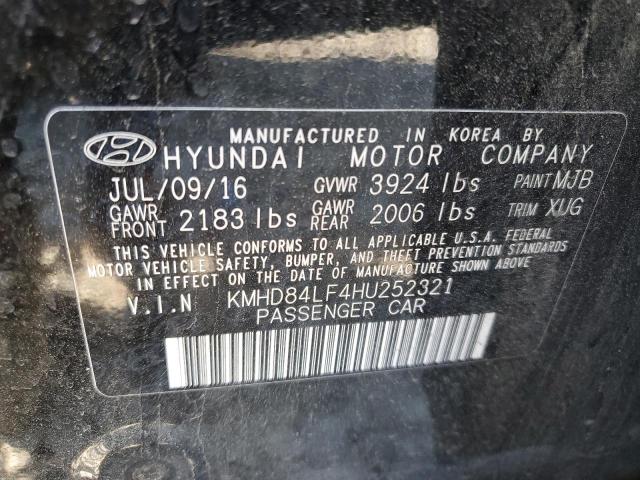 MANUFACTURED IN KOREA BY
HYUNDAI MOTOR COMPANY
JUL/09/16 GVWR 3924 lbs PAINT MJB
GAWR FRONT 2183 lbs GAWR REAR 2006 lbs TRIM XUG
THIS VEHICLE CONFORMS TO ALL APPLICABLE U.S.A. FEDERAL
MOTOR VEHICLE SAFETY, BUMPER, AND THEFT PREVENTION STANDARDS
IN EFFECT ON THE DATE OF MANUFACTURE SHOWN ABOVE
V.I.N KMHD84LF4HU252321
PASSENGER CAR